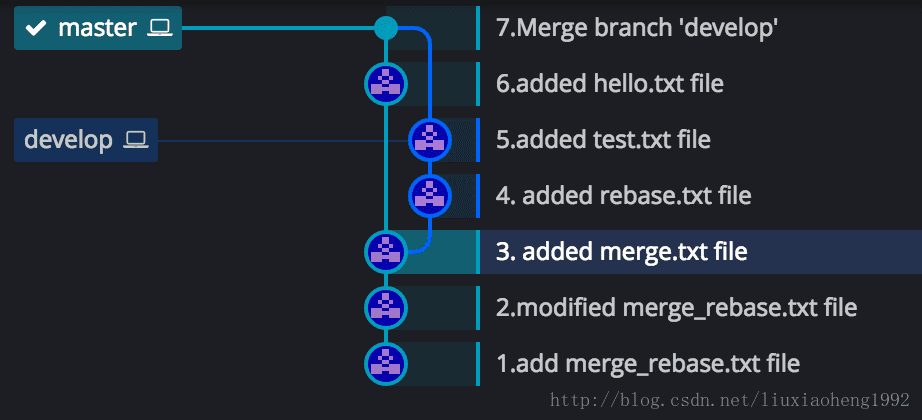 master
7.Merge branch 'develop'
6.added hello.txt file
develop
5.added test.txt file
4. added rebase.txt file
3. added merge.txt file
2.modified merge_rebase.txt file
1.add merge_rebase.txt file
http://blog.csdn.net/liuxiaoheng1992